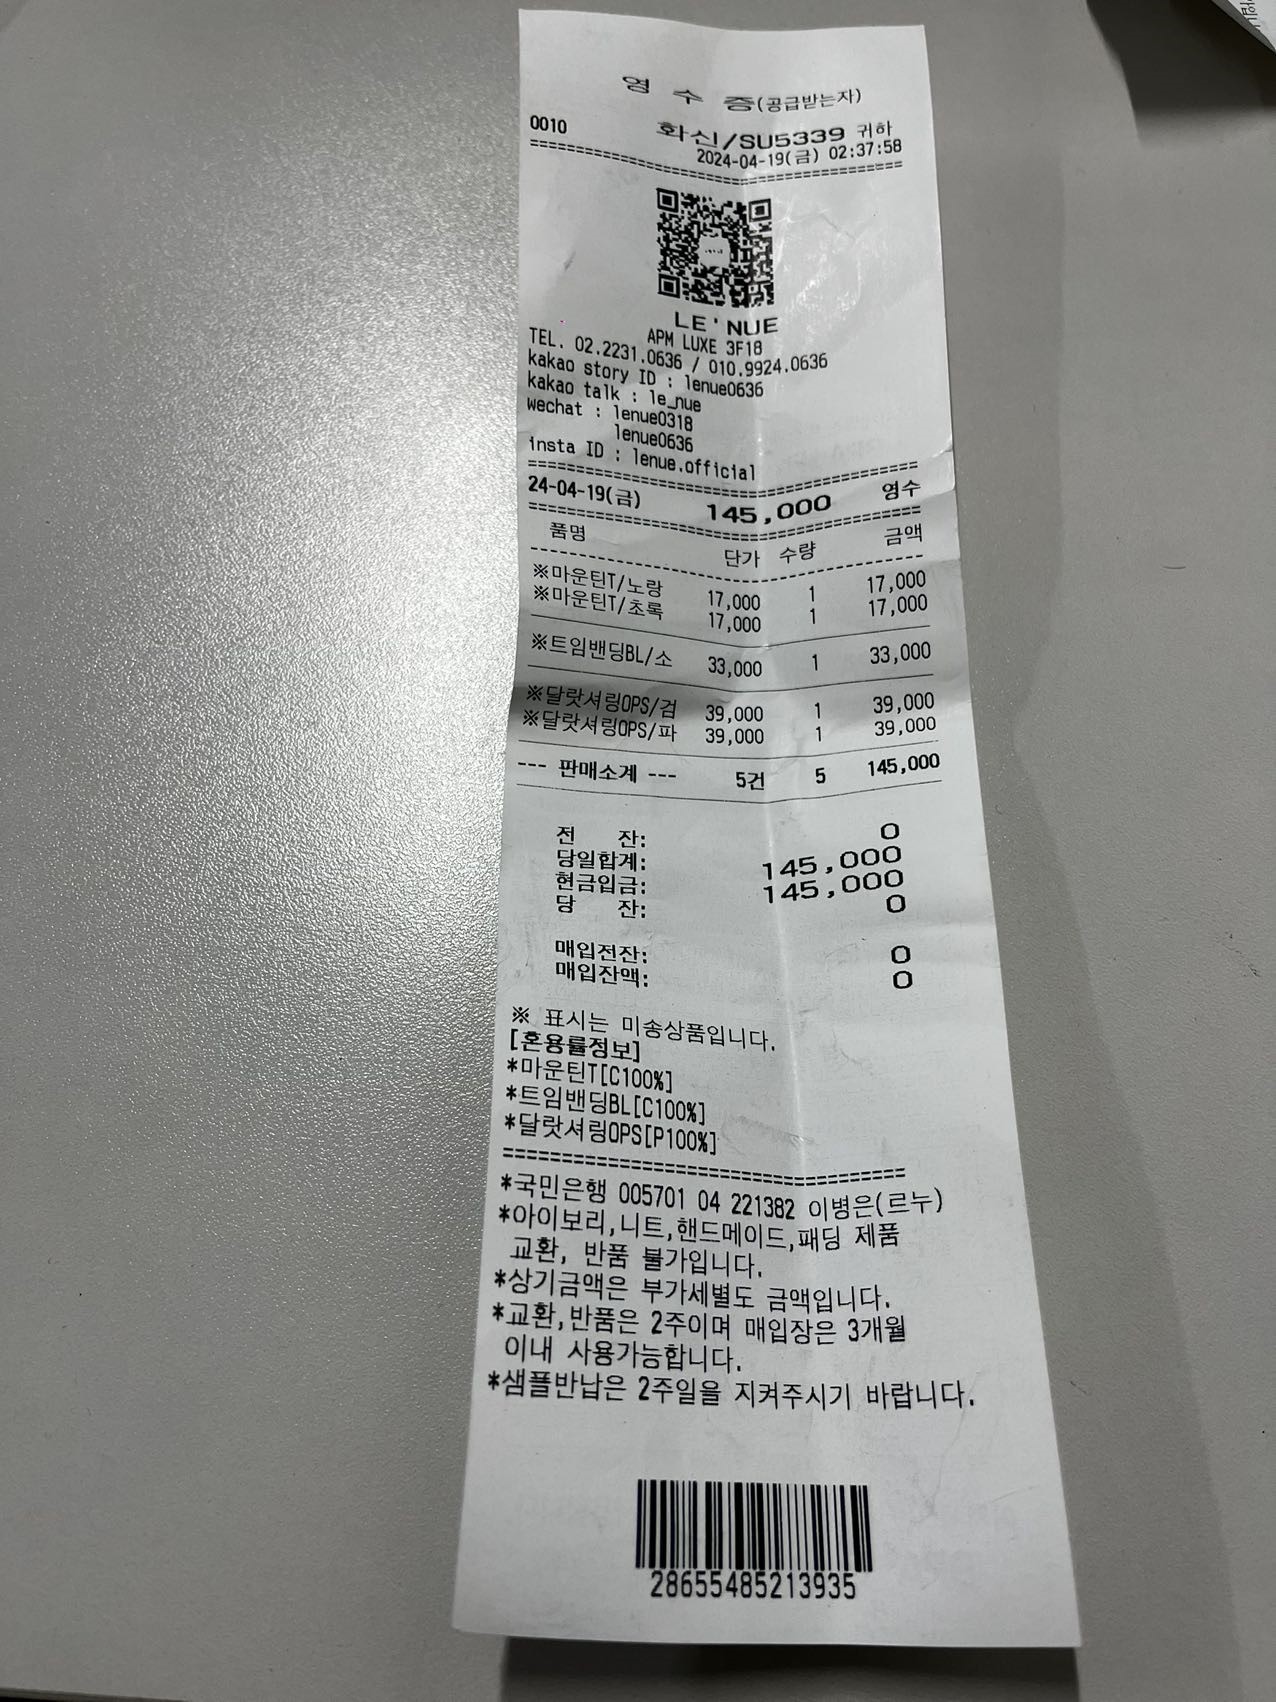 영 수 증(공급받는자)
0010 화신/SU5339 귀하
2024-04-19(금) 02:37:58
LE'NUE
APM LUXE 3F18
TEL. 02.2231.0636 / 010.9924.0636
kakao story ID : lenue0636
kakao talk : le_nue
wechat : lenue0318
lenue0636
insta ID : lenue.official
24-04-19(금) 145,000 영수
품명 단가 수량 금액
※마운틴T/노랑 17,000 1 17,000
※마운틴T/초록 17,000 1 17,000
※트임밴딩BL/소 33,000 1 33,000
※달랏셔링OPS/검 39,000 1 39,000
※달랏셔링OPS/파 39,000 1 39,000
--- 판매소계 --- 5건 5 145,000
전 잔: 0
당일합계: 145,000
현금입금: 145,000
당 잔: 0
매입전잔: 0
매입잔액: 0
※ 표시는 미송상품입니다.
[혼용률정보]
*마운틴T[C100%]
*트임밴딩BL[C100%]
*달랏셔링OPS[P100%]
*국민은행 005701 04 221382 이병은(르누)
*아이보리,니트,핸드메이드,패딩 제품
교환, 반품 불가입니다.
*상기금액은 부가세별도 금액입니다.
*교환,반품은 2주이며 매입장은 3개월
이내 사용가능합니다.
*샘플반납은 2주일을 지켜주시기 바랍니다.
28655485213935